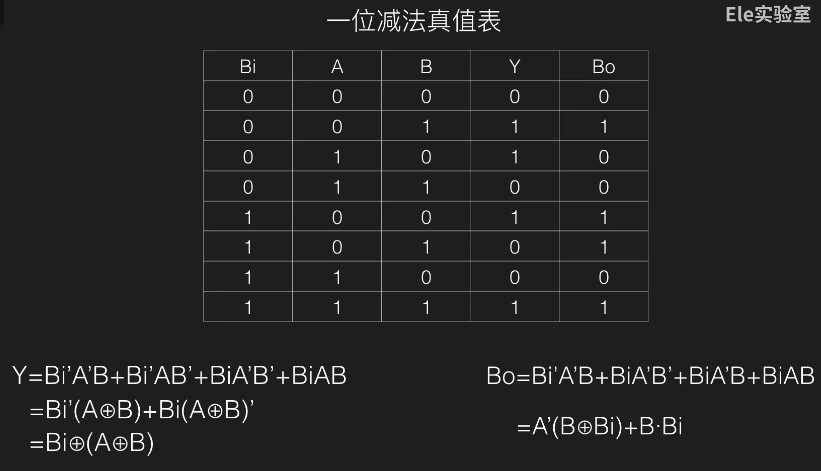 一位减法真值表
Ele实验室
Bi A B Y Bo
0 0 0 0 0
0 0 1 1 1
0 1 0 1 0
0 1 1 0 0
1 0 0 1 1
1 0 1 0 1
1 1 0 0 0
1 1 1 1 1
Y=Bi'A'B+Bi'AB'+BiA'B'+BiAB
=Bi'(A⊕B)+Bi(A⊕B)'
=Bi⊕(A⊕B)
Bo=Bi'A'B+BiA'B'+BiA'B+BiAB
=A'(B⊕Bi)+B·Bi